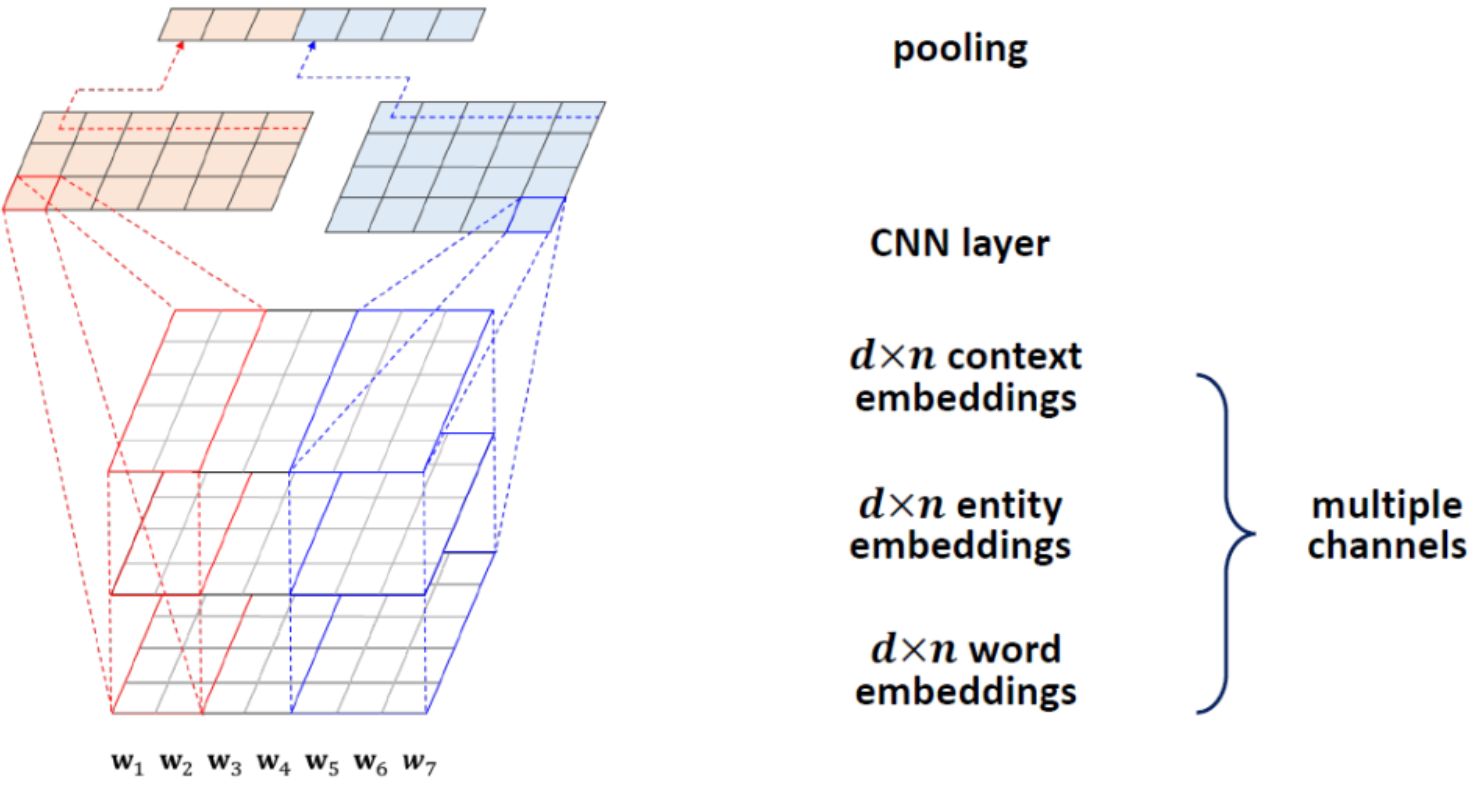 pooling
CNN layer
d×n context
embeddings
d×n entity
embeddings
multiple
channels
d×n word
embeddings
w₁ w₂ w₃ w₄ w₅ w₆ w₇